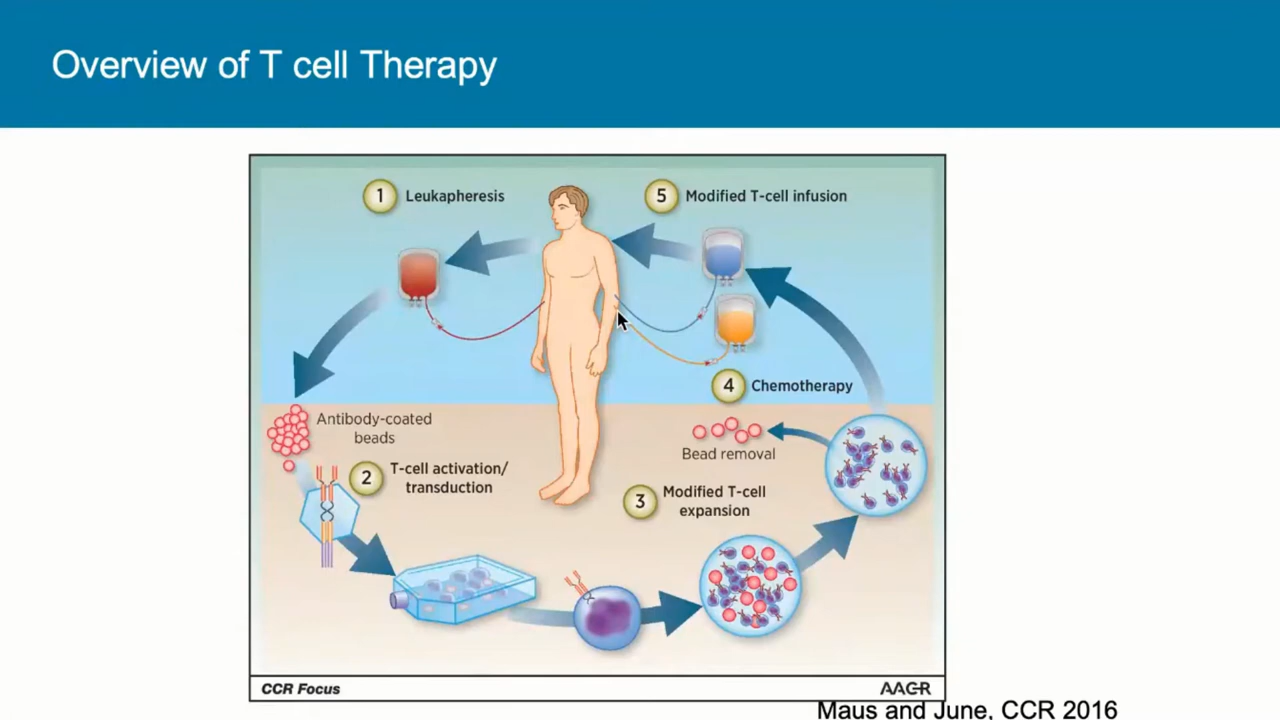 Overview of T cell Therapy
1 Leukapheresis
5 Modified T-cell infusion
4 Chemotherapy
Antibody-coated
beads
2 T-cell activation/
transduction
Bead removal
3 Modified T-cell
expansion
CCR Focus
AACR
Maus and June, CCR 2016